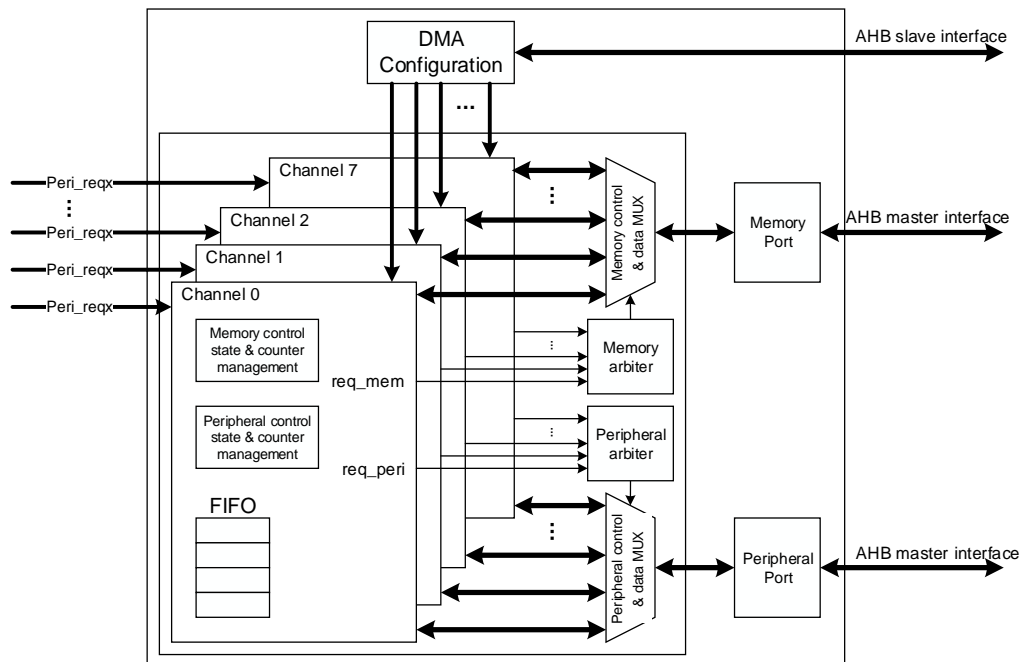 DMA
Configuration
AHB slave interface
...
Channel 7
Peri_reqx
...
Channel 2
Peri_reqx
Channel 1
Peri_reqx
Channel 0
Peri_reqx
...
Memory control
& data MUX
Memory
Port
AHB master interface
Memory control
state & counter
management
req_mem
...
Memory
arbiter
Peripheral control
state & counter
management
req_peri
...
Peripheral
arbiter
FIFO
...
Peripheral control
& data MUX
Peripheral
Port
AHB master interface